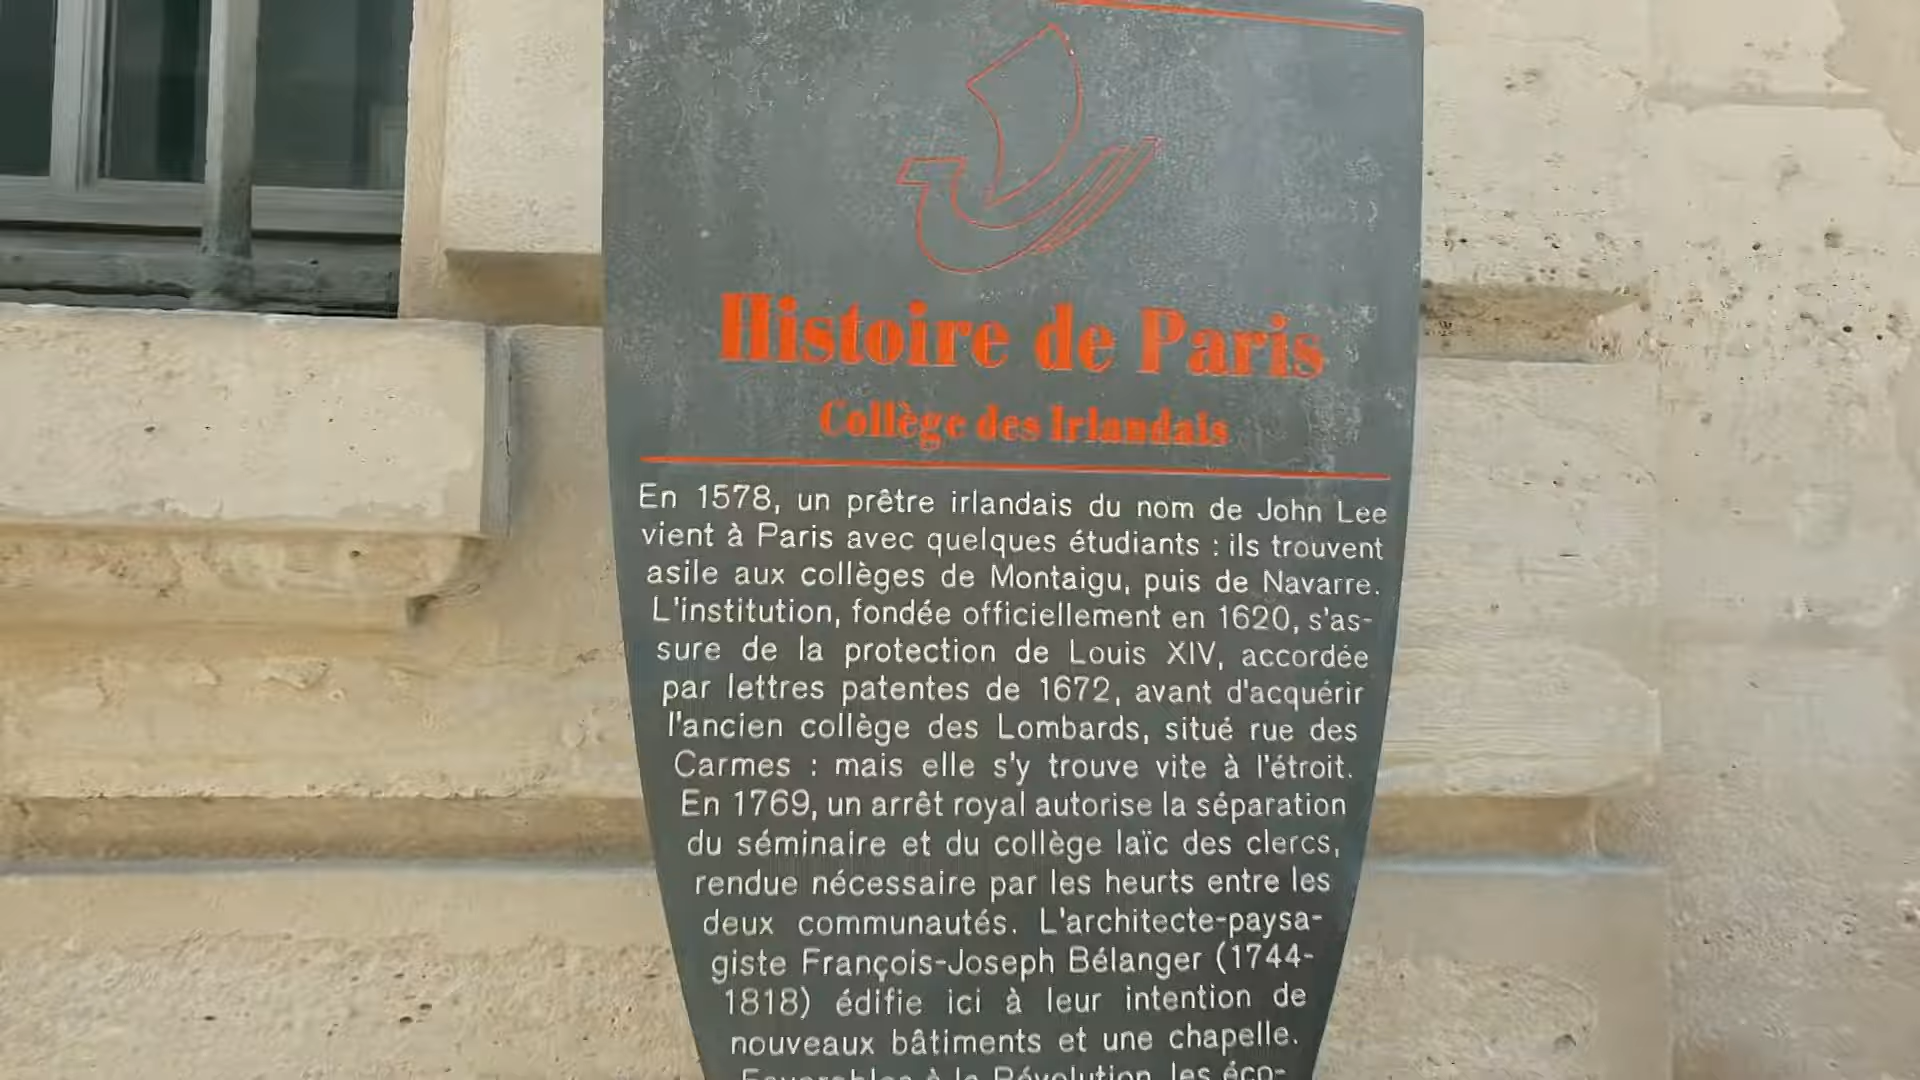 Histoire de Paris
Collège des Irlandais
En 1578, un prêtre irlandais du nom de John Lee
vient à Paris avec quelques étudiants : ils trouvent
asile aux collèges de Montaigu, puis de Navarre.
L'institution, fondée officiellement en 1620, s'as-
sure de la protection de Louis XIV, accordée
par lettres patentes de 1672, avant d'acquérir
l'ancien collège des Lombards, situé rue des
Carmes : mais elle s'y trouve vite à l'étroit.
En 1769, un arrêt royal autorise la séparation
du séminaire et du collège laïc des clercs,
rendue nécessaire par les heurts entre les
deux communautés. L'architecte-paysa-
giste François-Joseph Bélanger (1744-
1818) édifie ici à leur intention de
nouveaux bâtiments et une chapelle.
Favorables à la Révolution, les éco-